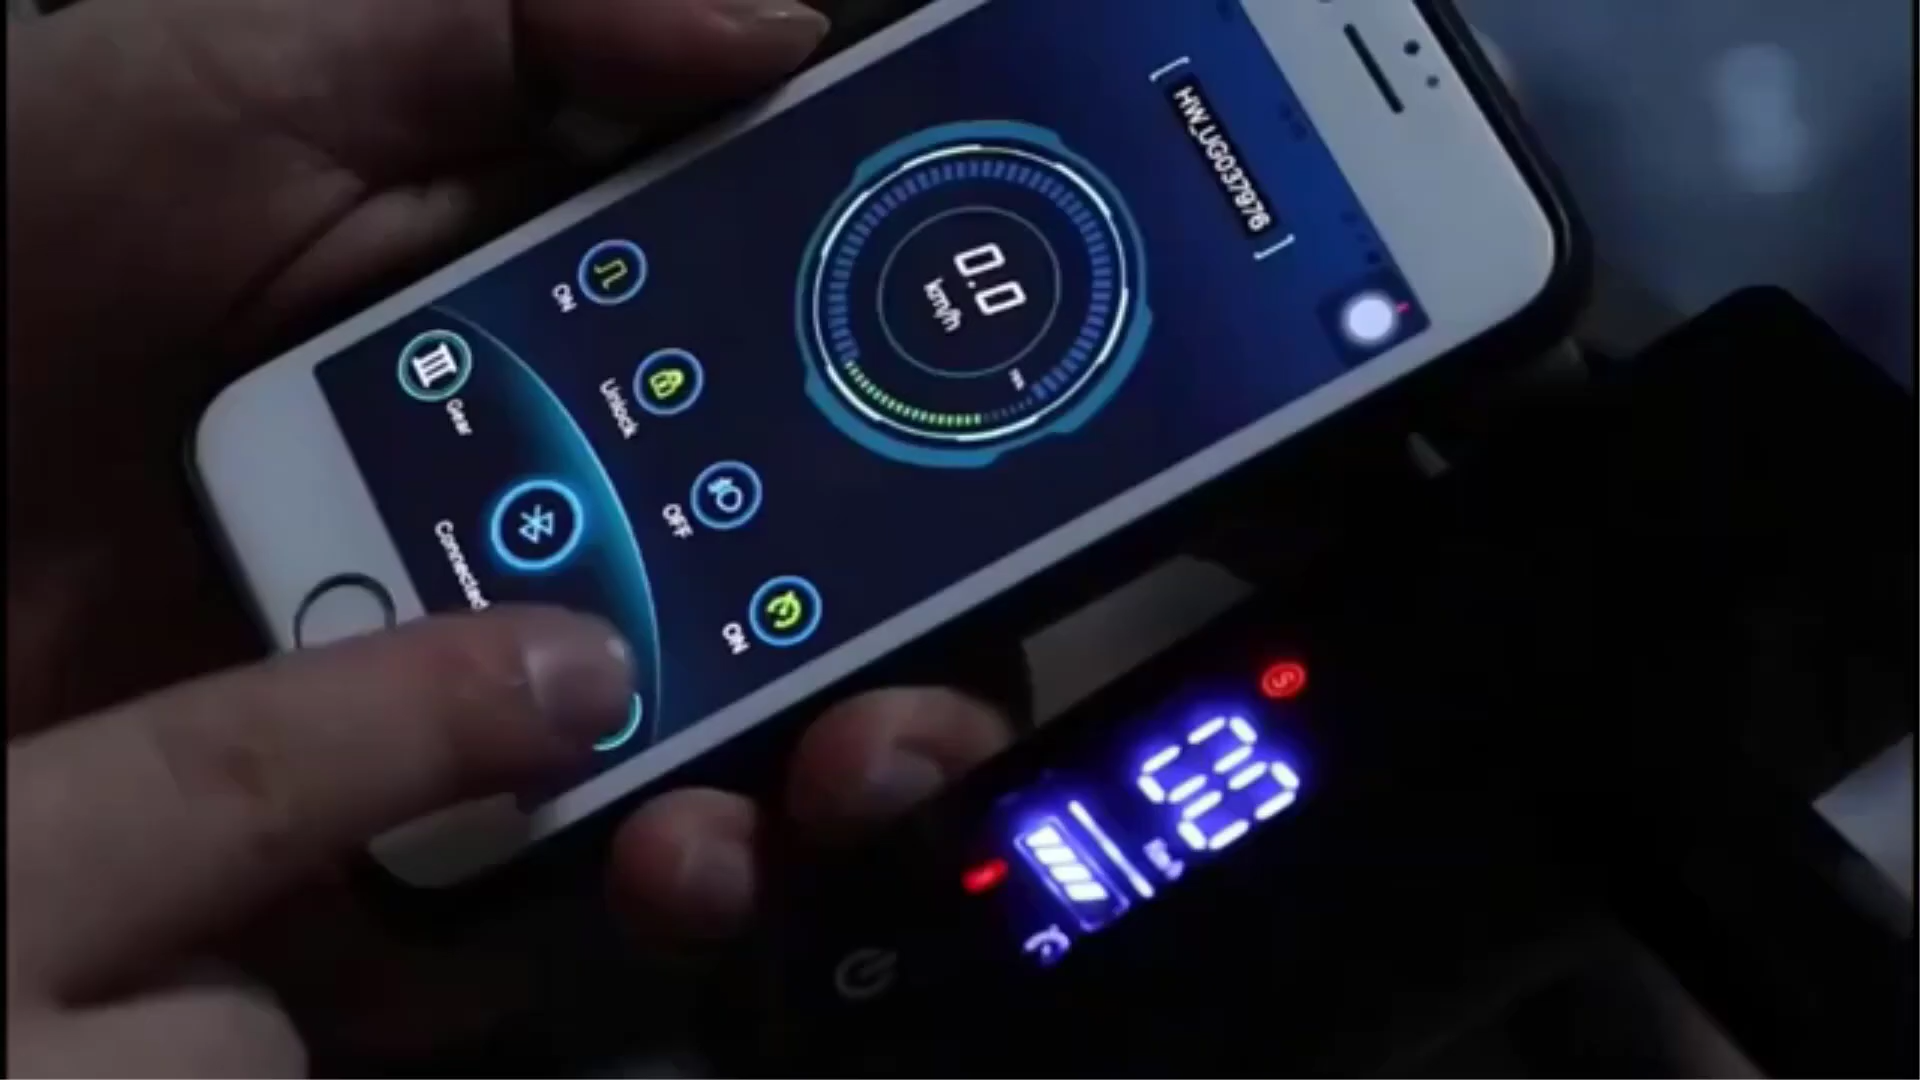 [ HW_UG037976 ]
0.0
km/h
ON
Unlock
OFF
ON
Gear
Connected
S